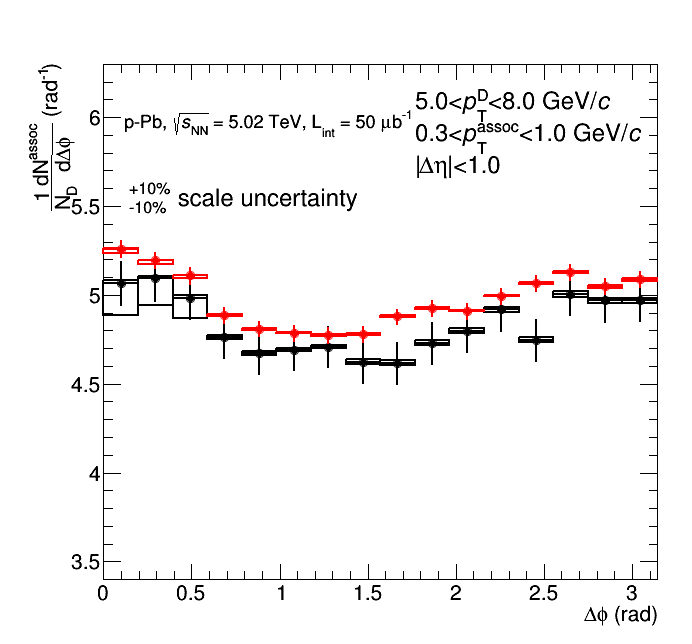 1 dN^assoc / N_D dΔϕ (rad^-1)
p-Pb, √s_NN = 5.02 TeV, L_int = 50 μb^-1
5.0<p_T^D<8.0 GeV/c
0.3<p_T^assoc<1.0 GeV/c
|Δη|<1.0
+10%
-10% scale uncertainty
6
5.5
5
4.5
4
3.5
0 0.5 1 1.5 2 2.5 3
Δϕ (rad)